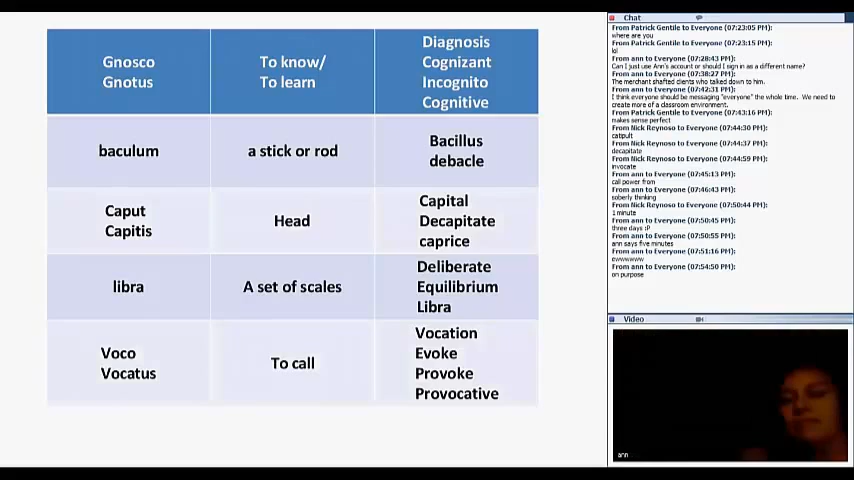 Gnosco
Gnotus
To know/
To learn
Diagnosis
Cognizant
Incognito
Cognitive
baculum
a stick or rod
Bacillus
debacle
Caput
Capitis
Head
Capital
Decapitate
caprice
libra
A set of scales
Deliberate
Equilibrium
Libra
Voco
Vocatus
To call
Vocation
Evoke
Provoke
Provocative
Chat
From Patrick Gentile to Everyone (07:23:05 PM):
where are you
From Patrick Gentile to Everyone (07:23:15 PM):
lol
From ann to Everyone (07:28:43 PM):
Can I just use Ann's account or should I sign in as a different name?
From ann to Everyone (07:38:27 PM):
The merchant shafted clients who talked down to him.
From ann to Everyone (07:42:31 PM):
I think everyone should be messaging "everyone" the whole time. We need to
create more of a classroom environment.
From Patrick Gentile to Everyone (07:43:16 PM):
makes sense perfect
From Nick Reynoso to Everyone (07:44:30 PM):
catipult
From Nick Reynoso to Everyone (07:44:37 PM):
decapitate
From Nick Reynoso to Everyone (07:44:59 PM):
invocate
From ann to Everyone (07:45:13 PM):
call power from
From ann to Everyone (07:46:43 PM):
soberly thinking
From Nick Reynoso to Everyone (07:50:44 PM):
1 minute
From ann to Everyone (07:50:45 PM):
three days :P
From ann to Everyone (07:50:55 PM):
ann says five minutes
From ann to Everyone (07:51:16 PM):
ewwwwww
From ann to Everyone (07:54:50 PM):
on purpose
Video
ann